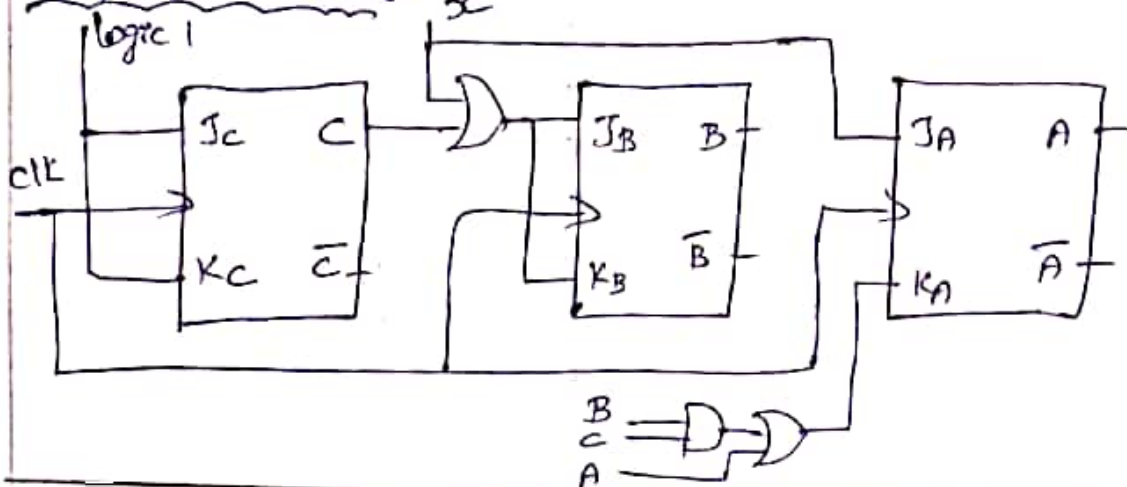 logic 1
x
JC C
JB B
JA A
Clk
KC C̅
KB B̅
KA A̅
B
C
A